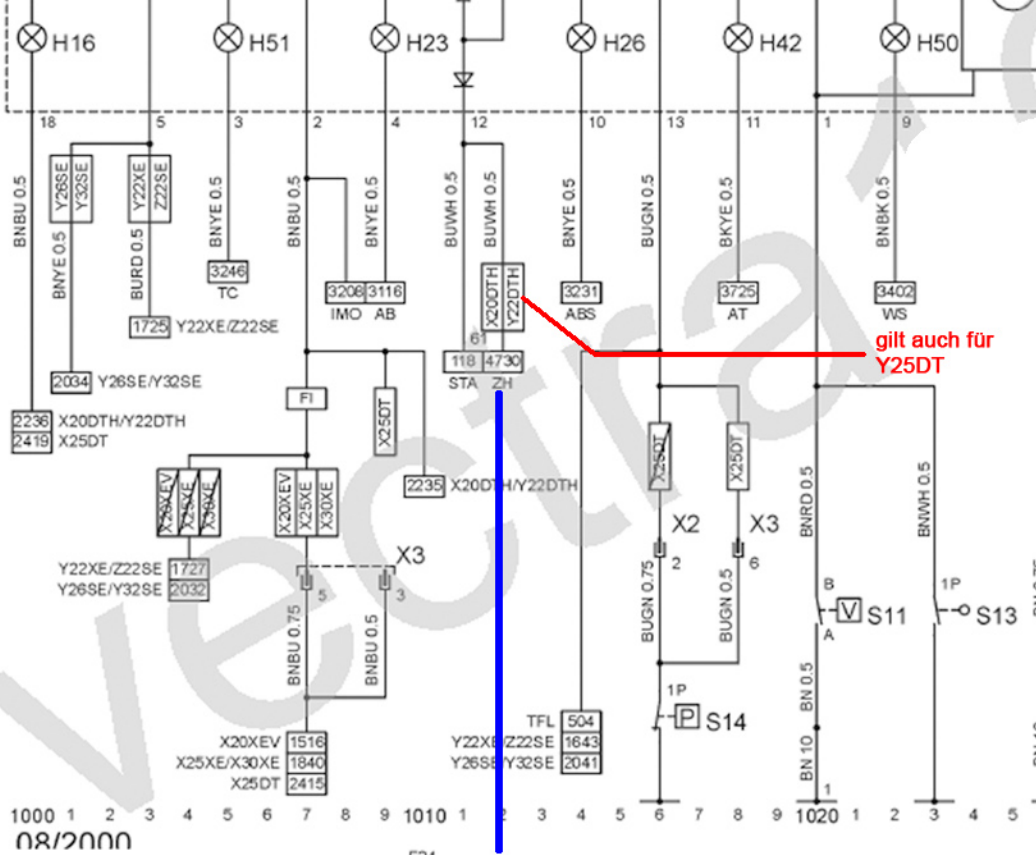 H16 H51 H23 H26 H42 H50
18 5 3 2 4 12 10 13 11 1 9
BNBU 0.5
Y26SE
Y32SE
BNYE 0.5
Y22XE
Z22SE
BURD 0.5
BNYE 0.5
BNBU 0.5
BNYE 0.5
BUWH 0.5
BUWH 0.5
BNYE 0.5
BUGN 0.5
BKYE 0.5
BNBK 0.5
3246
TC
3208 3116
IMO AB
X20DTH
Y22DTH
3231
ABS
3725
AT
3402
WS
1725 Y22XE/Z22SE
gilt auch für
Y25DT
61
118 4730
STA ZH
2034 Y26SE/Y32SE
2236 X20DTH/Y22DTH
2419 X25DT
FI
X25DT
2235 X20DTH/Y22DTH
X20XEV
X25XE
X30XE
X20XEV
X25XE
X30XE
X25DT
X25DT
BNRD 0.5
BNWH 0.5
X2 X3
2 6
Y22XE/Z22SE 1727
Y26SE/Y32SE 2032
X3
5 3
BNBU 0.75
BNBU 0.5
BUGN 0.75
BUGN 0.5
B
V S11
A
1P
S13
BN 0.5
1P
P S14
TFL 504
Y22XE/Z22SE 1643
Y26SE/Y32SE 2041
X20XEV 1516
X25XE/X30XE 1840
X25DT 2415
BN 10
1
1000 1 2 3 4 5 6 7 8 9 1010 1 2 3 4 5 6 7 8 9 1020 1 2 3 4 5
08/2000
vectra